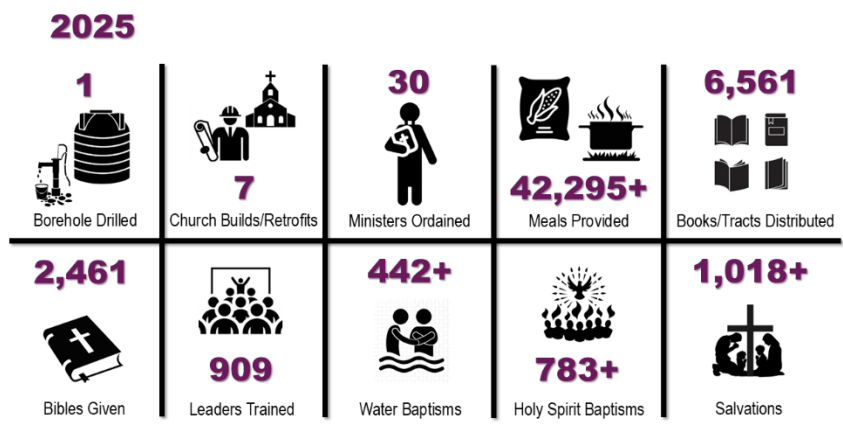 2025
1
Borehole Drilled
7
Church Builds/Retrofits
30
Ministers Ordained
42,295+
Meals Provided
6,561
Books/Tracts Distributed
2,461
Bibles Given
909
Leaders Trained
442+
Water Baptisms
783+
Holy Spirit Baptisms
1,018+
Salvations